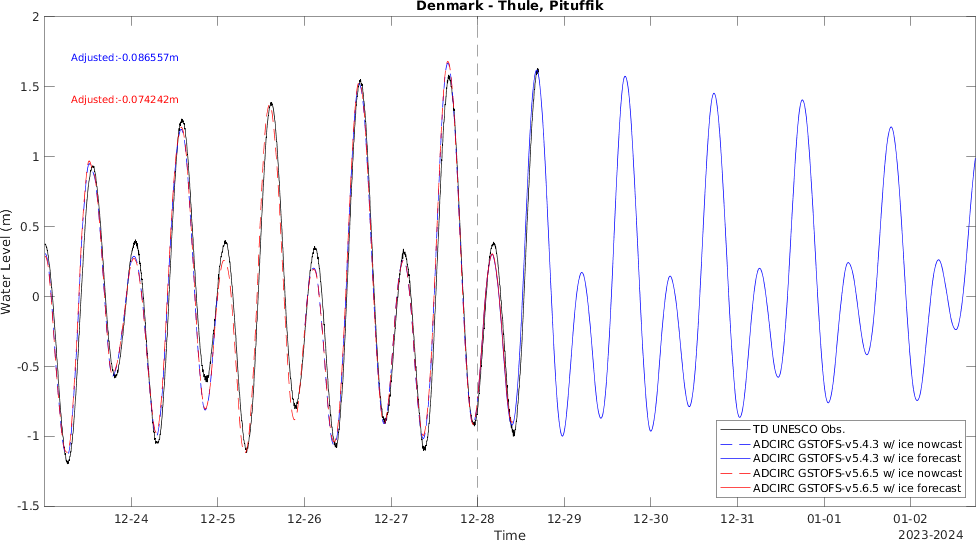 Denmark - Thule, Pituffik
Adjusted:-0.086557m
Adjusted:-0.074242m
Water Level (m)
2
1.5
1
0.5
0
-0.5
-1
-1.5
TD UNESCO Obs.
ADCIRC GSTOFS-v5.4.3 w/ ice nowcast
ADCIRC GSTOFS-v5.4.3 w/ ice forecast
ADCIRC GSTOFS-v5.6.5 w/ ice nowcast
ADCIRC GSTOFS-v5.6.5 w/ ice forecast
12-24 12-25 12-26 12-27 12-28 12-29 12-30 12-31 01-01 01-02
Time
2023-2024